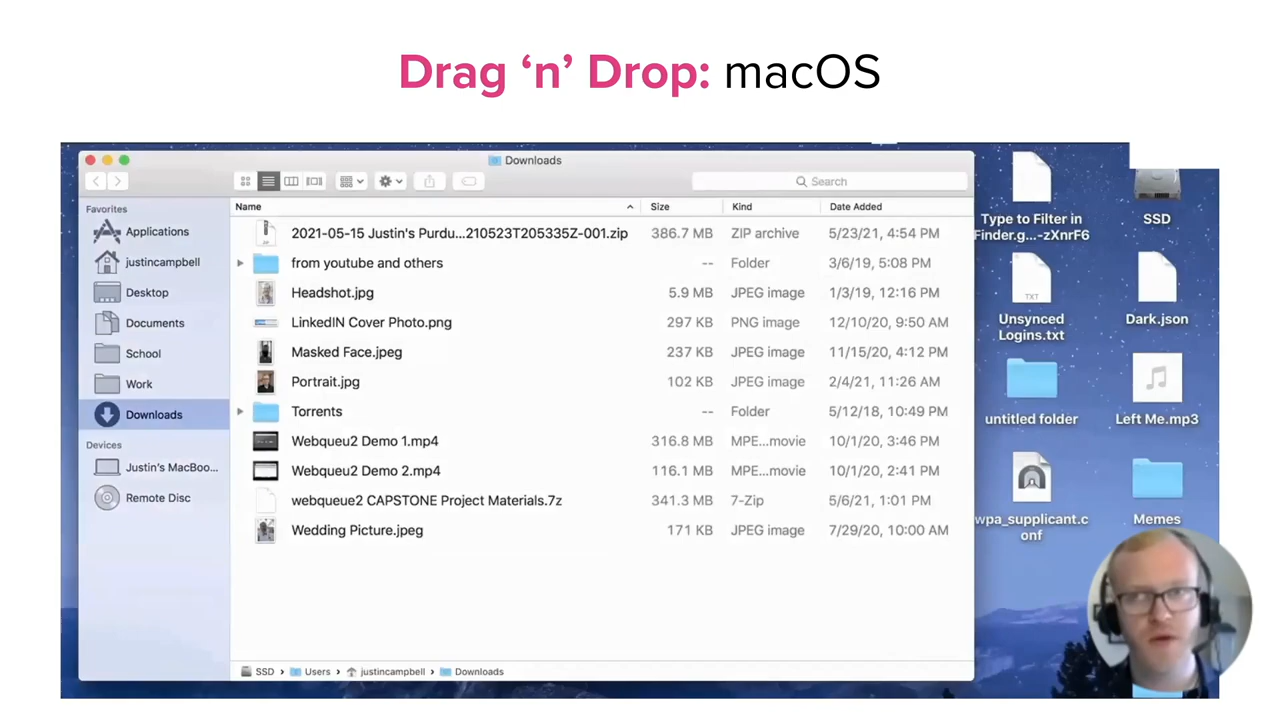 Drag ‘n’ Drop: macOS
Downloads
Search
Favorites
Applications
justincampbell
Desktop
Documents
School
Work
Downloads
Devices
Justin's MacBoo...
Remote Disc
Name Size Kind Date Added
2021-05-15 Justin's Purdu...210523T205335Z-001.zip 386.7 MB ZIP archive 5/23/21, 4:54 PM
from youtube and others -- Folder 3/6/19, 5:08 PM
Headshot.jpg 5.9 MB JPEG image 1/3/19, 12:16 PM
LinkedIN Cover Photo.png 297 KB PNG image 12/10/20, 9:50 AM
Masked Face.jpeg 237 KB JPEG image 11/15/20, 4:12 PM
Portrait.jpg 102 KB JPEG image 2/4/21, 11:26 AM
Torrents -- Folder 5/12/18, 10:49 PM
Webqueu2 Demo 1.mp4 316.8 MB MPE...movie 10/1/20, 3:46 PM
Webqueu2 Demo 2.mp4 116.1 MB MPE...movie 10/1/20, 2:41 PM
webqueue2 CAPSTONE Project Materials.7z 341.3 MB 7-Zip 5/6/21, 1:01 PM
Wedding Picture.jpeg 171 KB JPEG image 7/29/20, 10:00 AM
SSD › Users › justincampbell › Downloads
Type to Filter in
Finder.g...-zXnrF6
SSD
TXT
Unsynced
Logins.txt
Dark.json
untitled folder
Left Me.mp3
wpa_supplicant.c
onf
Memes